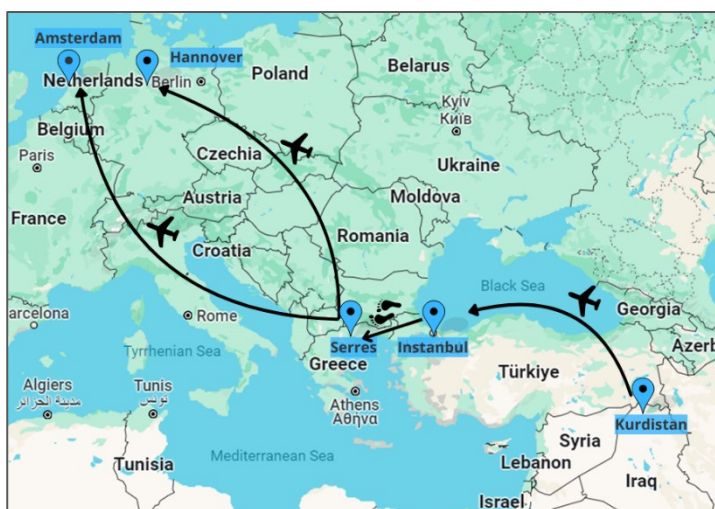 Amsterdam
Hannover
Netherlands
Berlin
Poland
Belarus
Belgium
Kyiv
Київ
Paris
Czechia
Ukraine
Austria
Moldova
France
Croatia
Romania
Black Sea
Georgia
arcelona
Rome
Serres
Instanbul
Azerb
Tyrrhenian Sea
Greece
Türkiye
Algiers
مدينة الجزائر
Tunis
تونس
Athens
Αθήνα
Kurdistan
Syria
Tunisia
Mediterranean Sea
Lebanon
Iraq
Israel